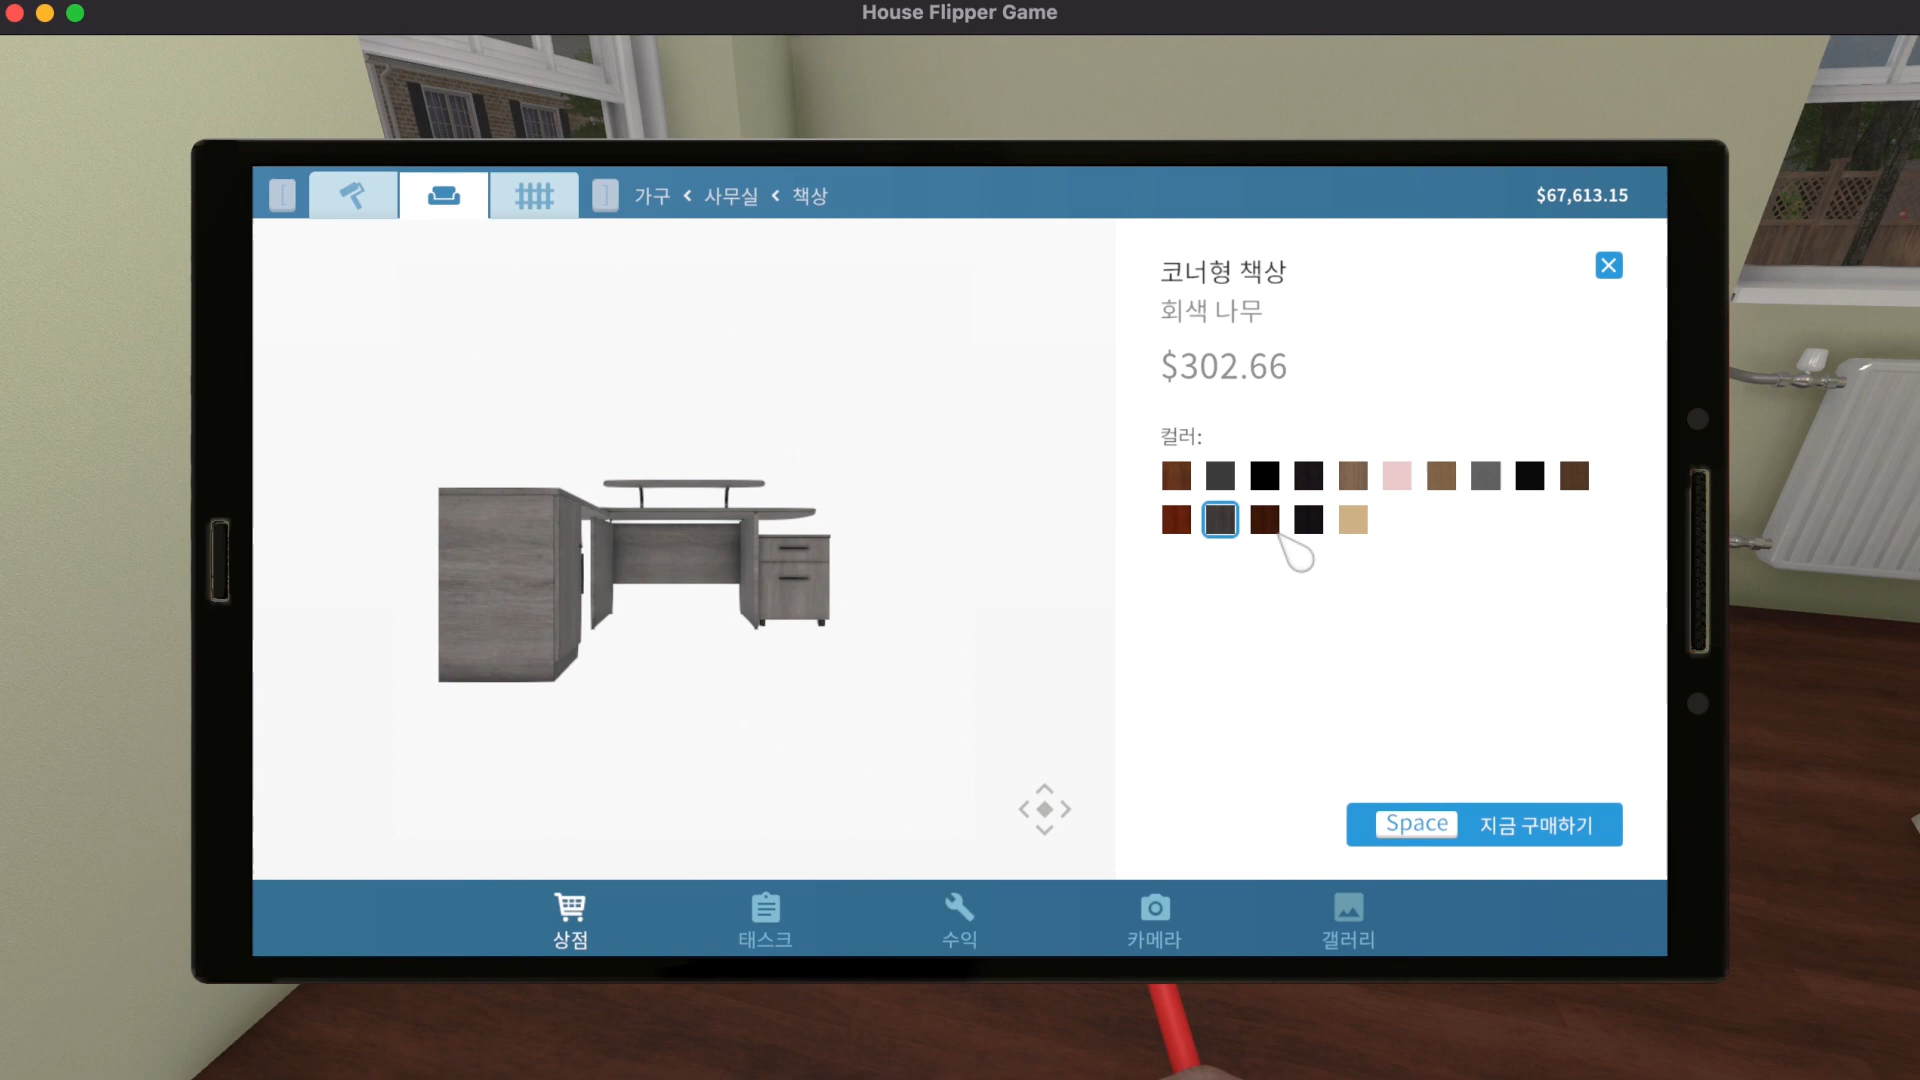 House Flipper Game
[
]
가구 < 사무실 < 책상
$67,613.15
코너형 책상
회색 나무
$302.66
컬러:
Space 지금 구매하기
상점
태스크
수익
카메라
갤러리